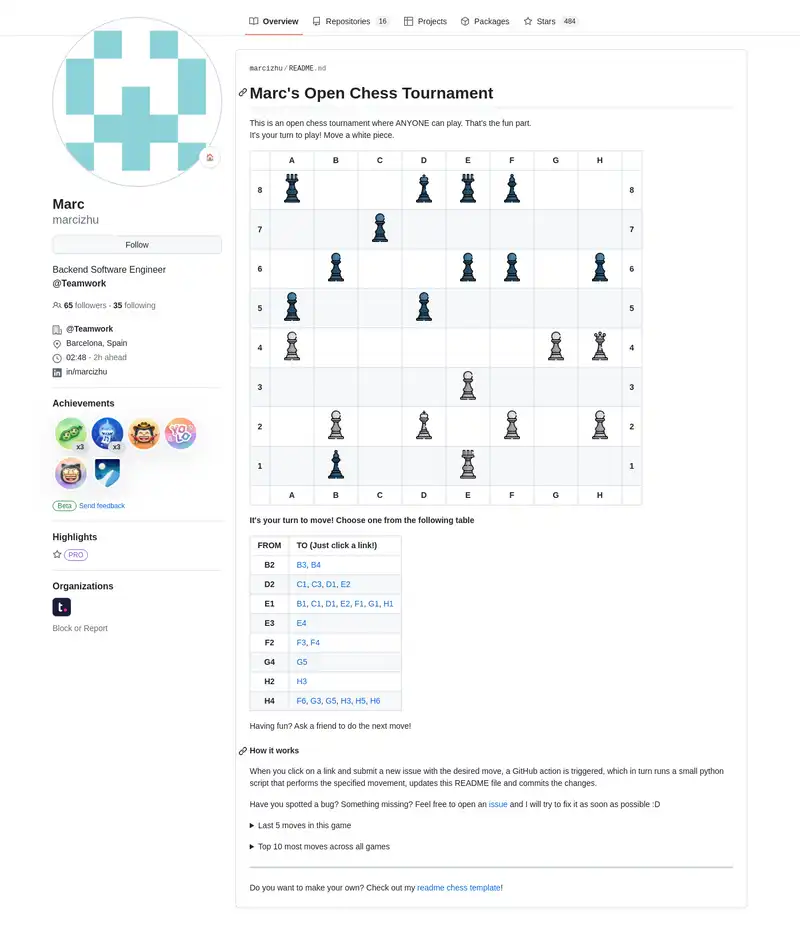 Overview
Repositories 16
Projects
Packages
Stars 484
Marc
marcizhu
Follow
Backend Software Engineer
@Teamwork
65 followers · 35 following
@Teamwork
Barcelona, Spain
02:48 - 2h ahead
in/marcizhu
Achievements
x3
x3
YOLO
Beta Send feedback
Highlights
PRO
Organizations
t.
Block or Report
marcizhu/README.md
Marc's Open Chess Tournament
This is an open chess tournament where ANYONE can play. That's the fun part.
It's your turn to play! Move a white piece.
A B C D E F G H
8 8
7 7
6 6
5 5
4 4
3 3
2 2
1 1
A B C D E F G H
It's your turn to move! Choose one from the following table
FROM TO (Just click a link!)
B2 B3, B4
D2 C1, C3, D1, E2
E1 B1, C1, D1, E2, F1, G1, H1
E3 E4
F2 F3, F4
G4 G5
H2 H3
H4 F6, G3, G5, H3, H5, H6
Having fun? Ask a friend to do the next move!
How it works
When you click on a link and submit a new issue with the desired move, a GitHub action is triggered, which in turn runs a small python
script that performs the specified movement, updates this README file and commits the changes.
Have you spotted a bug? Something missing? Feel free to open an issue and I will try to fix it as soon as possible :D
Last 5 moves in this game
Top 10 most moves across all games
Do you want to make your own? Check out my readme chess template!